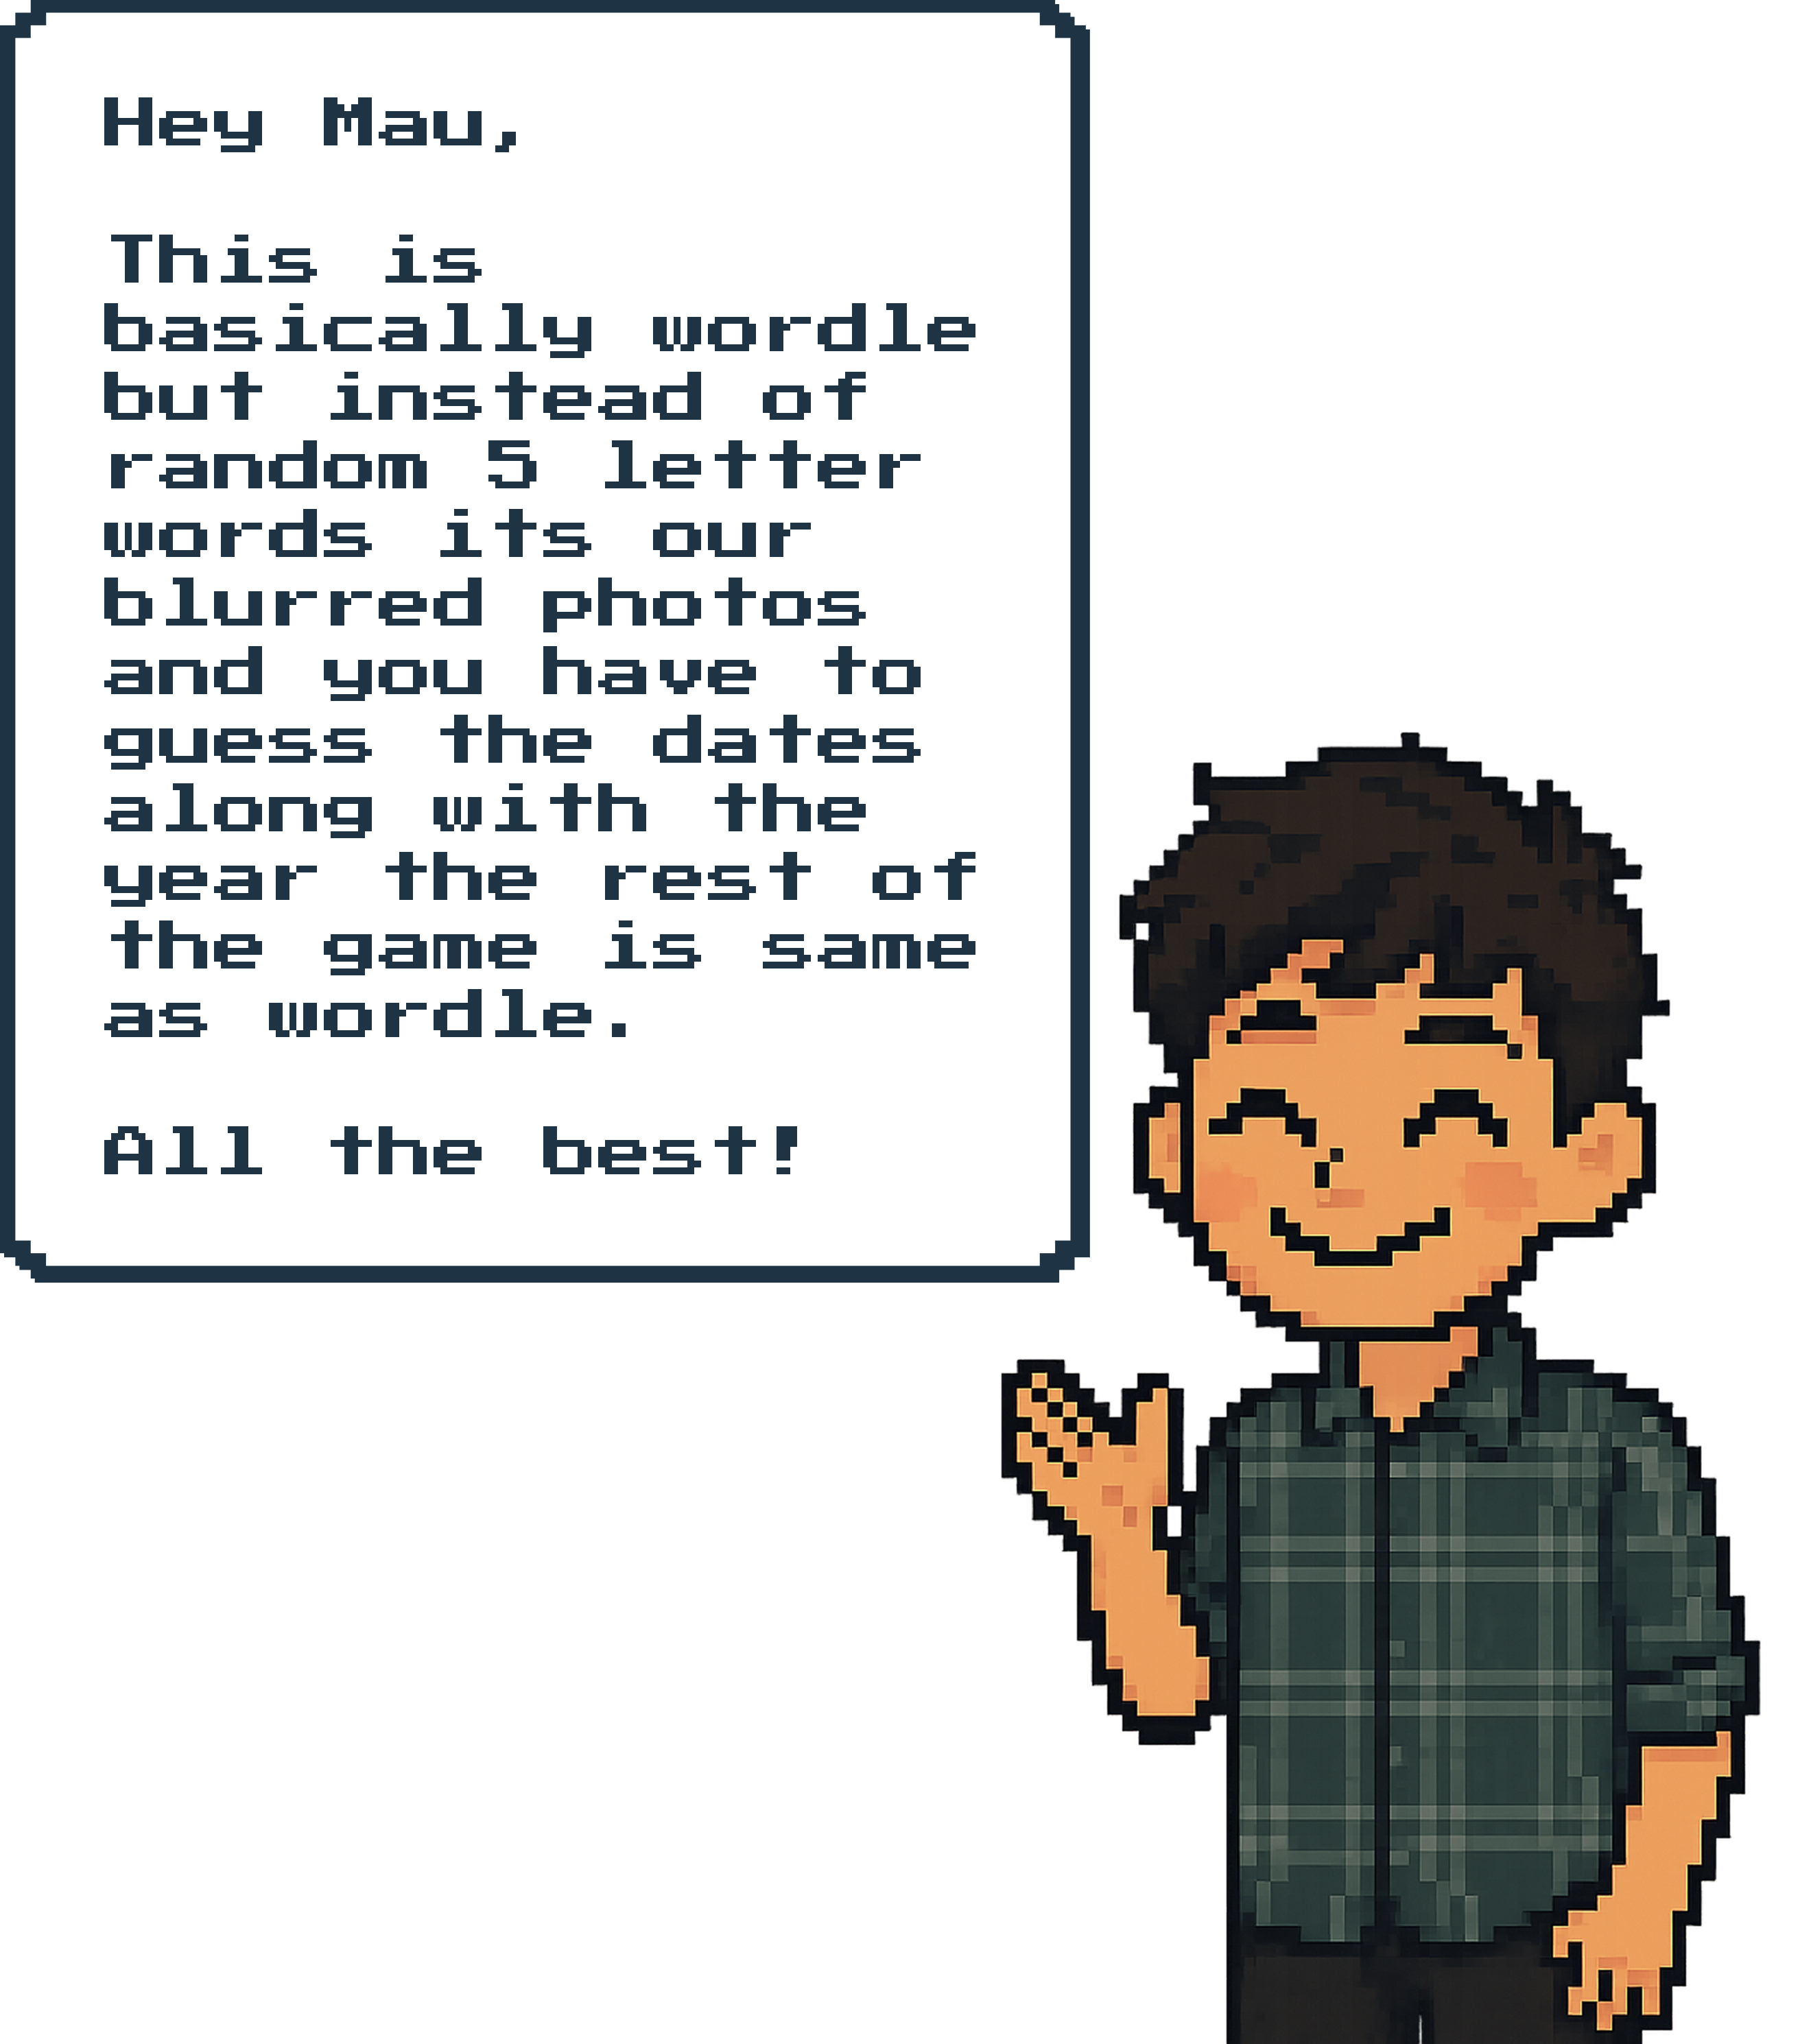 Hey Mau,
This is
basically wordle
but instead of
random 5 letter
words its our
blurred photos
and you have to
guess the dates
along with the
year the rest of
the game is same
as wordle.
All the best!